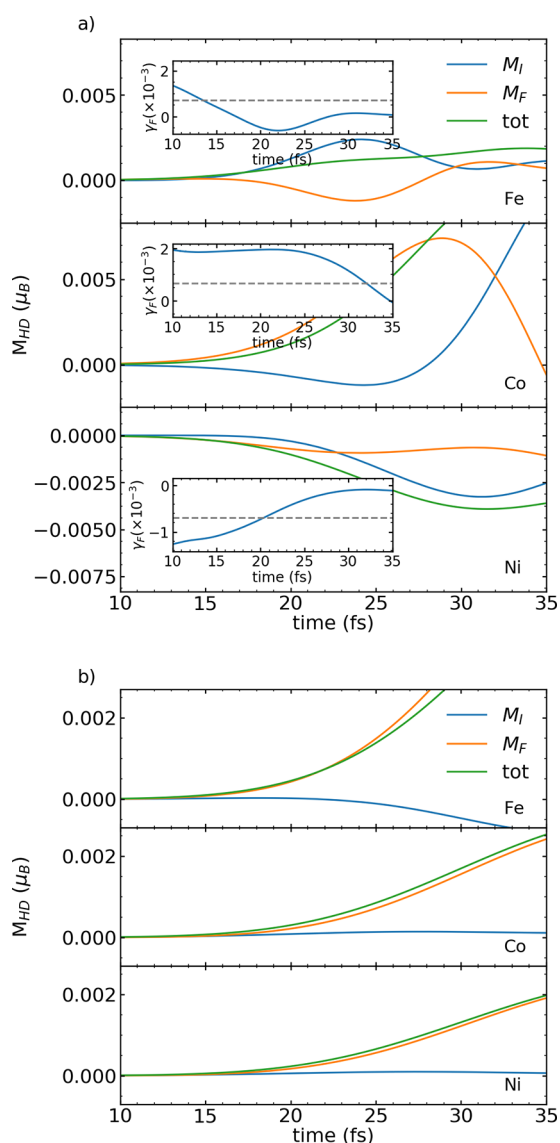 a)
2
0
γ_F(×10⁻³)
10 15 20 25 30 35
time (fs)
M_I
M_F
tot
0.005
0.000
Fe
2
0
γ_F(×10⁻³)
10 15 20 25 30 35
time (fs)
0.005
0.000
Co
M_HD (μ_B)
0.0000
−0.0025
−0.0050
−0.0075
0
−1
γ_F(×10⁻³)
10 15 20 25 30 35
time (fs)
Ni
10 15 20 25 30 35
time (fs)
b)
M_I
M_F
tot
0.002
0.000
Fe
0.002
0.000
Co
M_HD (μ_B)
0.002
0.000
Ni
10 15 20 25 30 35
time (fs)